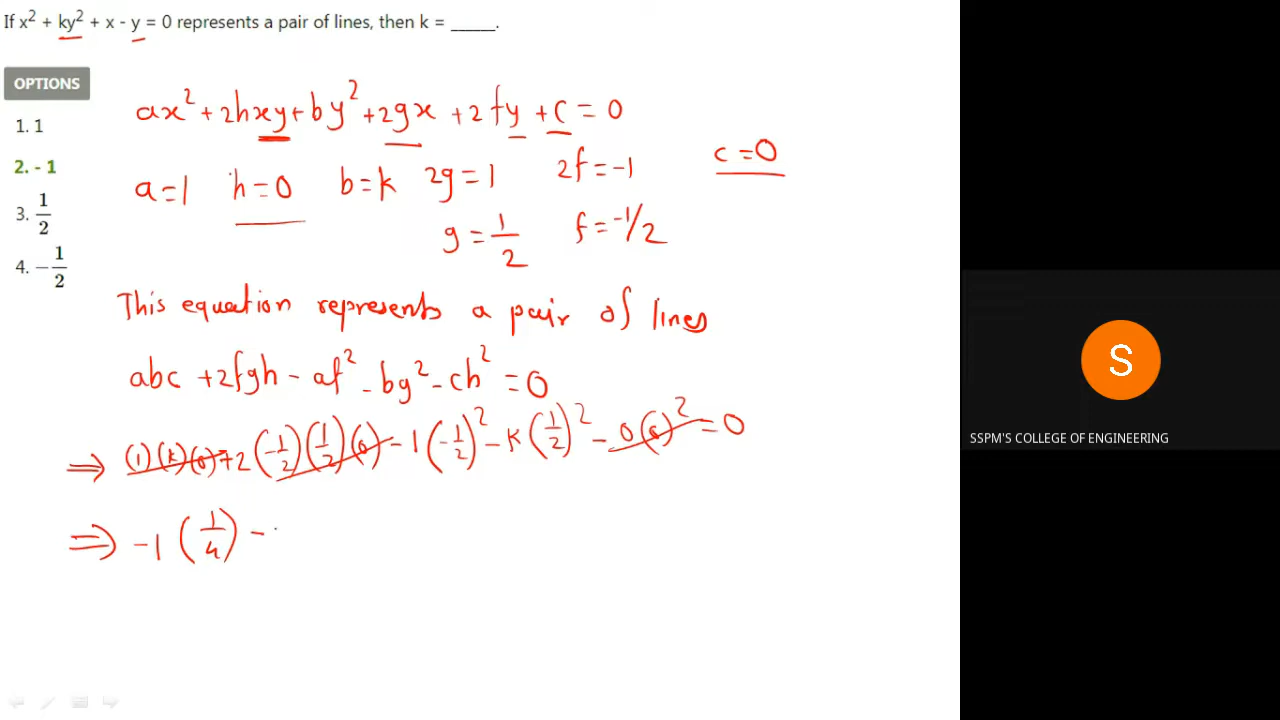 If x² + ky² + x - y = 0 represents a pair of lines, then k = _____.
OPTIONS
1. 1
2. - 1
3. 1/2
4. -1/2
ax² + 2hxy + by² + 2gx + 2fy + c = 0
a=1 h=0 b=k 2g=1 2f=-1 c=0
g = 1/2 f = -1/2
This equation represents a pair of lines
abc + 2fgh - af² - bg² - ch² = 0
⇒ (1)(k)(0) + 2(-1/2)(1/2)(0) - 1(-1/2)² - k(1/2)² - 0(0)² = 0
⇒ -1(1/4) -
S
SSPM'S COLLEGE OF ENGINEERING